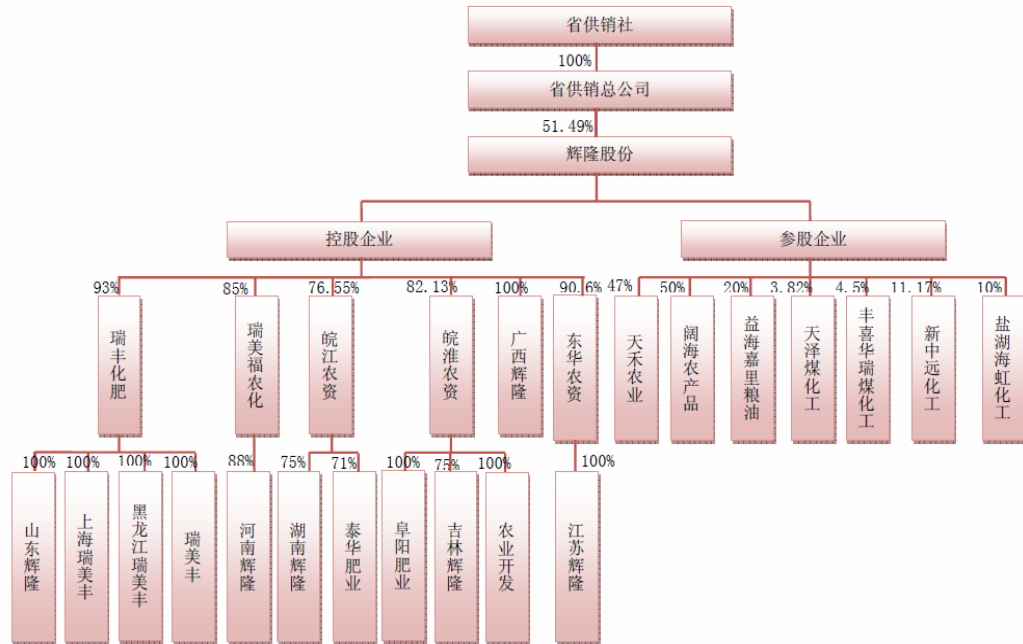 省供销社
100%
省供销总公司
51.49%
辉隆股份
控股企业
参股企业
93%
85%
76.55%
82.13%
100%
90.6%
47%
50%
20%
3.82%
4.5%
11.17%
10%
瑞丰化肥
瑞美福农化
皖江农资
皖淮农资
广西辉隆
东华农资
天禾农业
阔海农产品
益海嘉里粮油
天泽煤化工
丰喜华瑞煤化工
新中远化工
盐湖海虹化工
100%
100%
100%
100%
88%
75%
71%
100%
75%
100%
100%
山东辉隆
上海瑞美丰
黑龙江瑞美丰
瑞美丰
河南辉隆
湖南辉隆
泰华肥业
阜阳肥业
吉林辉隆
农业开发
江苏辉隆